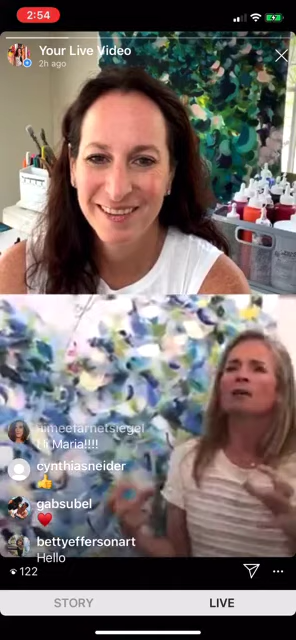 2:54
Your Live Video
2h ago
aimeefarnetsiegel
Hi Maria!!!!
cynthiasneider
👍
gabsubel
❤️
bettyeffersonart
Hello
122
STORY
LIVE